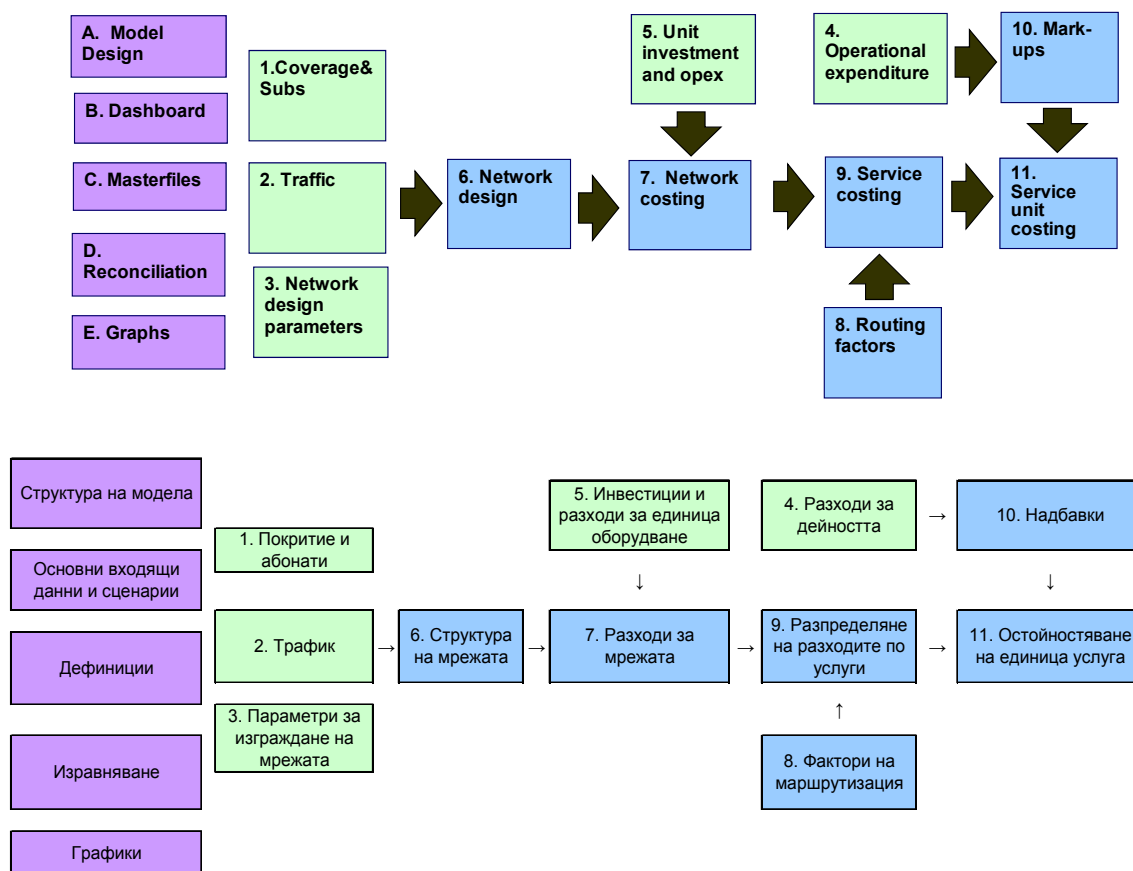 A. Model
Design
B. Dashboard
C. Masterfiles
D.
Reconciliation
E. Graphs
1.Coverage&
Subs
2. Traffic
3. Network
design
parameters
6. Network
design
5. Unit
investment
and opex
7. Network
costing
4.
Operational
expenditure
9. Service
costing
8. Routing
factors
10. Mark-
ups
11.
Service
unit
costing
Структура на модела
Основни входящи
данни и сценарии
Дефиниции
Изравняване
Графики
1. Покритие и
абонати
2. Трафик
3. Параметри за
изграждане на
мрежата
→
6. Структура
на мрежата
→
5. Инвестиции и
разходи за единица
оборудване
↓
7. Разходи за
мрежата
→
4. Разходи за
дейността
→
9. Разпределяне
на разходите по
услуги
→
↑
8. Фактори на
маршрутизация
10. Надбавки
↓
11. Остойностяване
на единица услуга